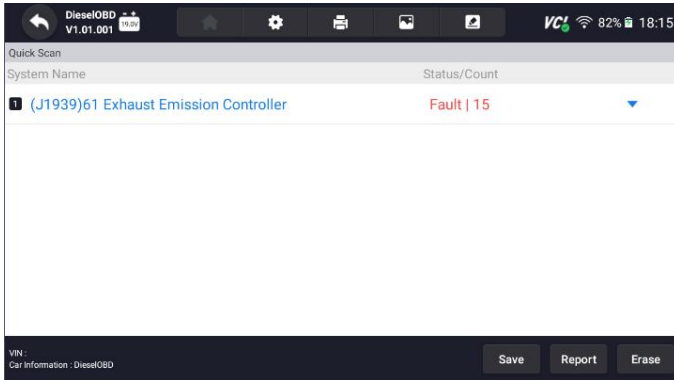 DieselOBD
V1.01.001
19.0V
VCI 82% 18:15
Quick Scan
System Name Status/Count
1 (J1939)61 Exhaust Emission Controller Fault | 15
VIN :
Car Information : DieselOBD
Save Report Erase